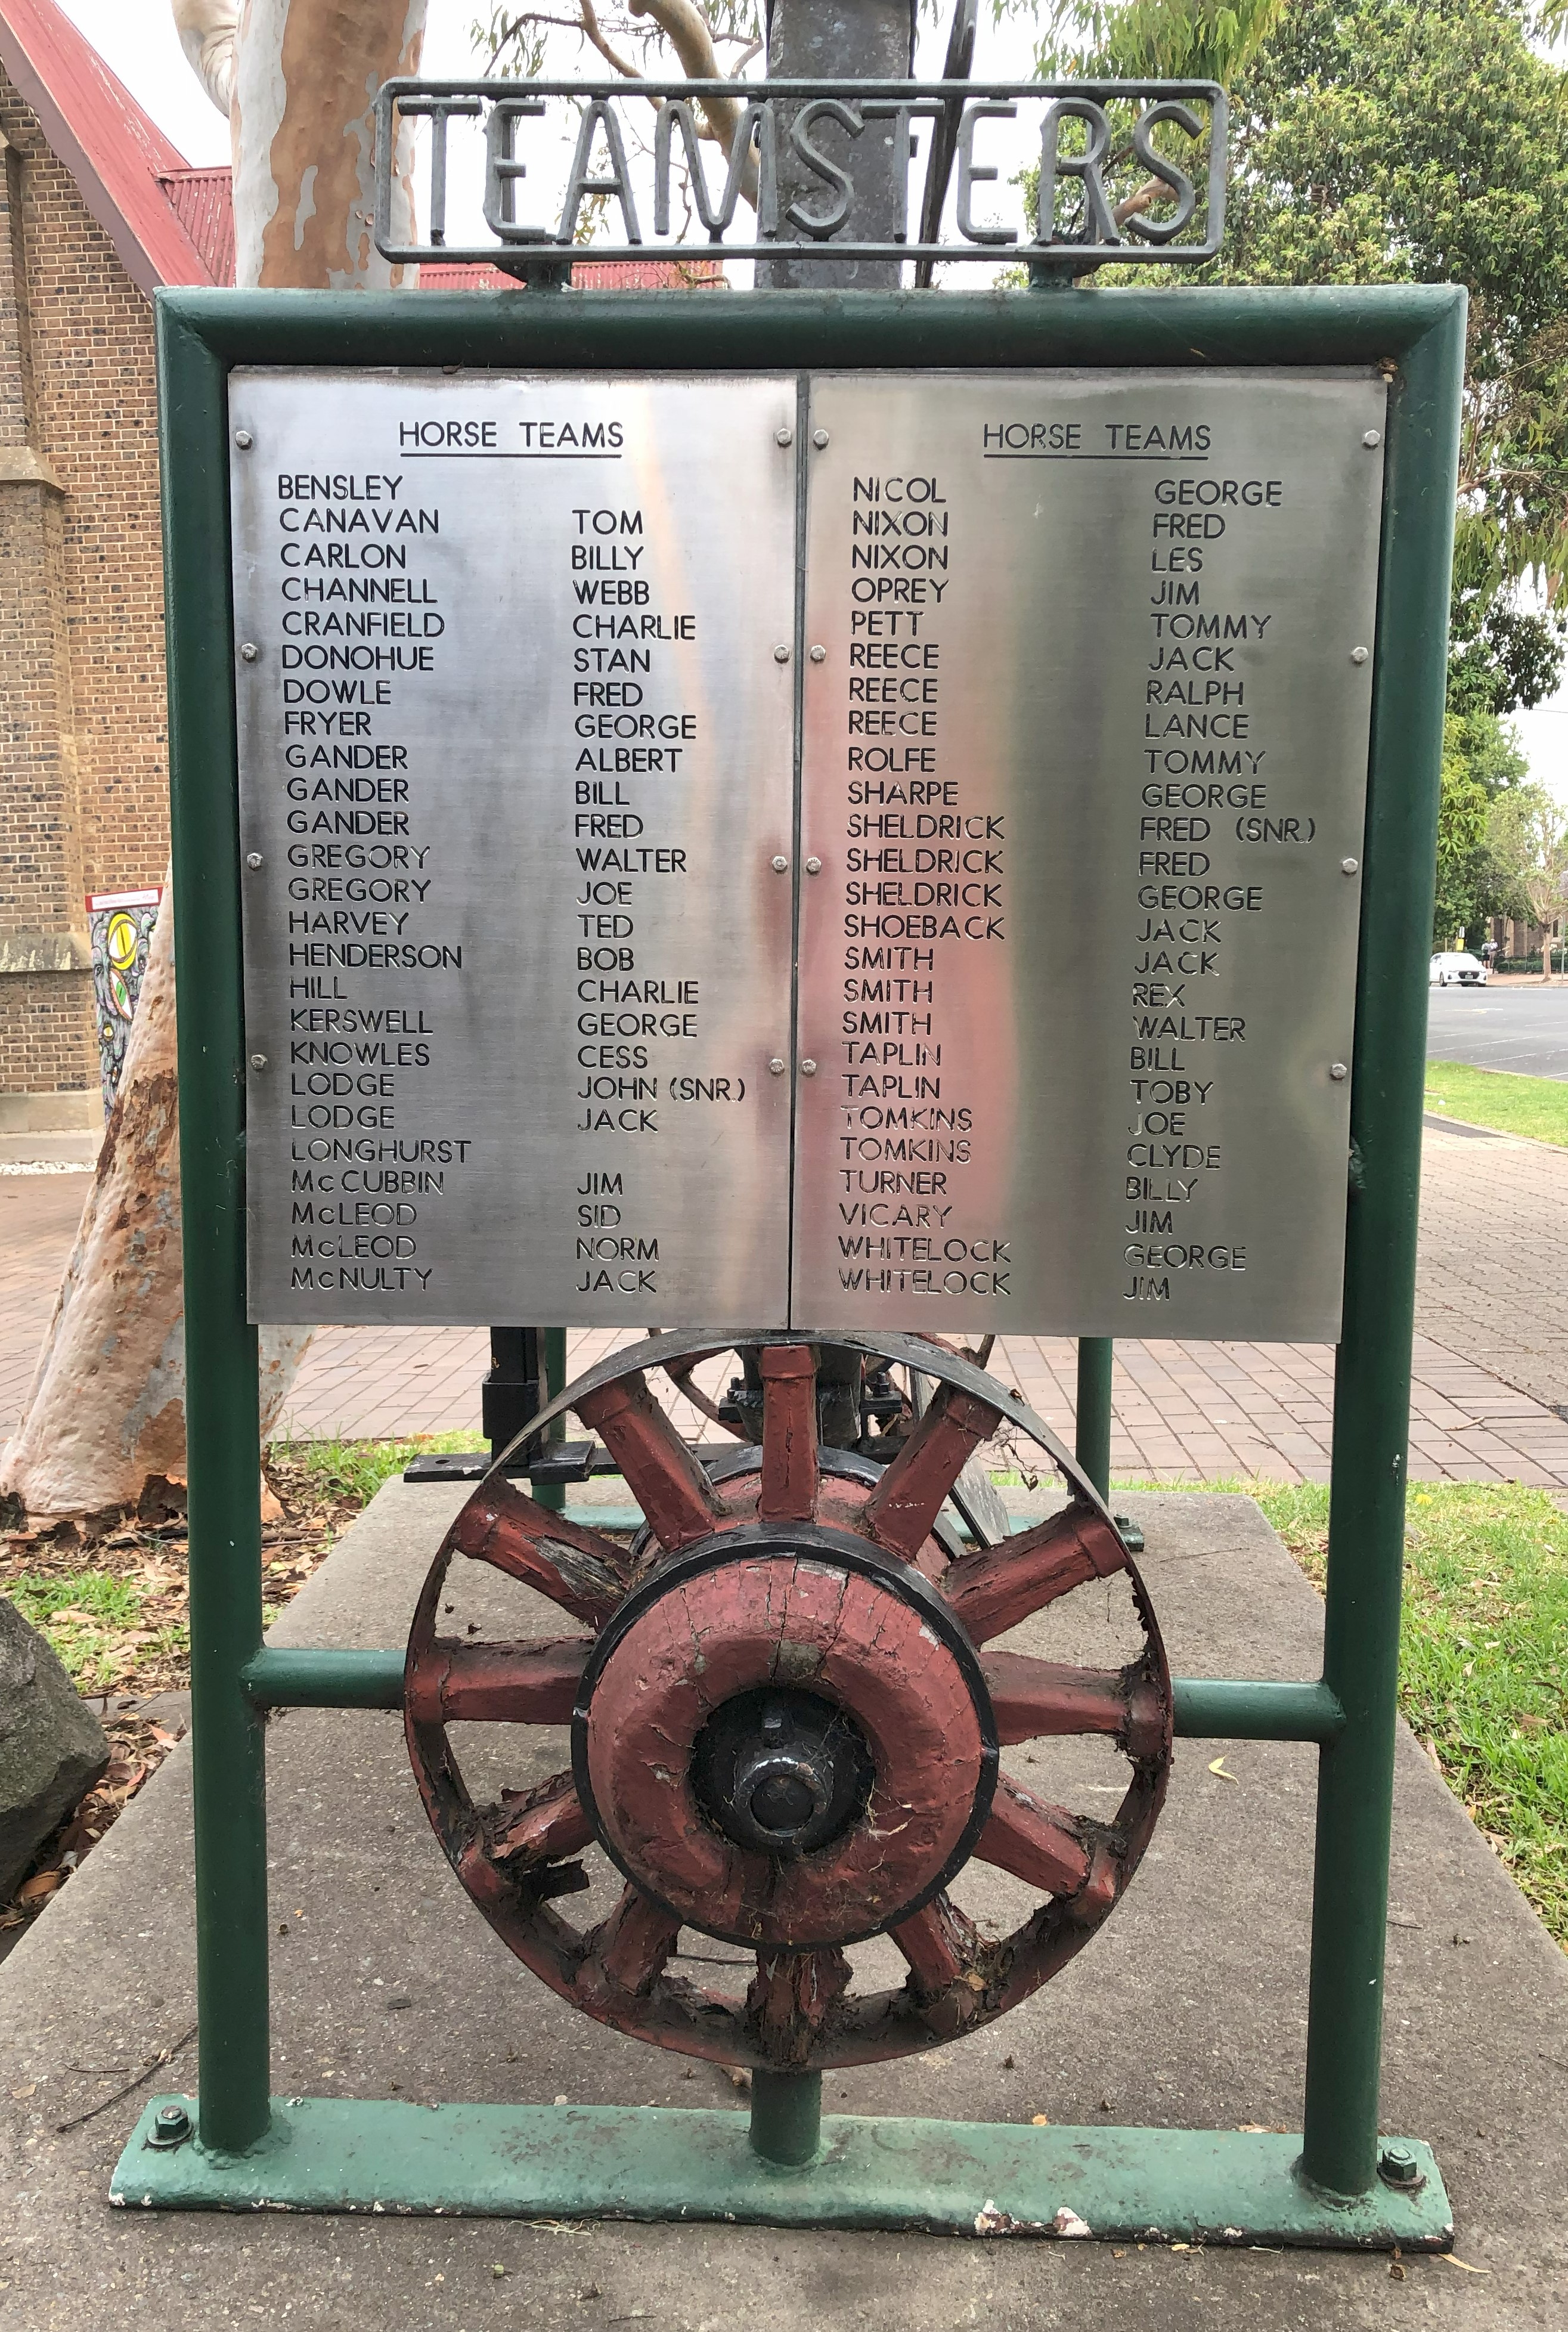 TEAMSTERS
HORSE TEAMS
BENSLEY
CANAVAN TOM
CARLON BILLY
CHANNELL WEBB
CRANFIELD CHARLIE
DONOHUE STAN
DOWLE FRED
FRYER GEORGE
GANDER ALBERT
GANDER BILL
GANDER FRED
GREGORY WALTER
GREGORY JOE
HARVEY TED
HENDERSON BOB
HILL CHARLIE
KERSWELL GEORGE
KNOWLES CESS
LODGE JOHN (SNR.)
LODGE JACK
LONGHURST
McCUBBIN JIM
McLEOD SID
McLEOD NORM
McNULTY JACK
HORSE TEAMS
NICOL GEORGE
NIXON FRED
NIXON LES
OPREY JIM
PETT TOMMY
REECE JACK
REECE RALPH
REECE LANCE
ROLFE TOMMY
SHARPE GEORGE
SHELDRICK FRED (SNR.)
SHELDRICK FRED
SHELDRICK GEORGE
SHOEBACK JACK
SMITH JACK
SMITH REX
SMITH WALTER
TAPLIN BILL
TAPLIN TOBY
TOMKINS JOE
TOMKINS CLYDE
TURNER BILLY
VICARY JIM
WHITELOCK GEORGE
WHITELOCK JIM